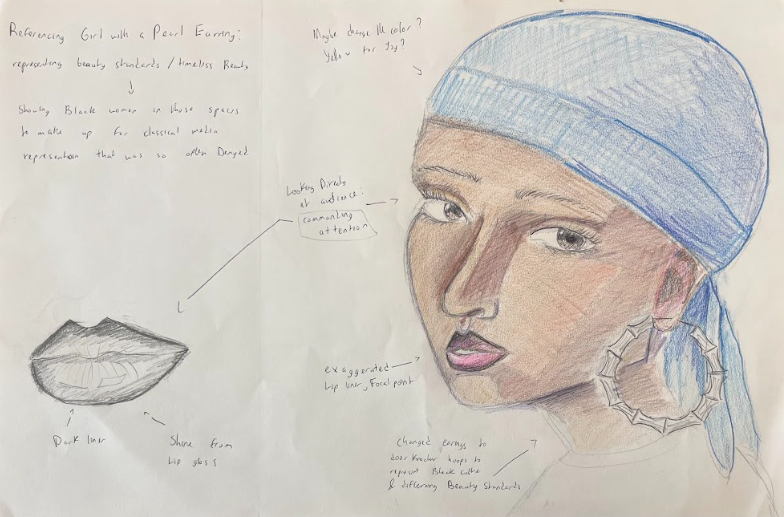 Referencing Girl with a Pearl Earring:
representing beauty standards / timeless Beauty
Showing Black women in those spaces
to make up for classical media
representation that was so often Denied
Maybe change the color?
Yellow for Joy?
Looking Directly
at audience:
commanding
attention
exaggerated
Lip liner, Focal point
Dark liner
Shine from
Lip gloss
Changed earrings to
Door Knocker hoops to
represent Black culture
& differing Beauty Standards